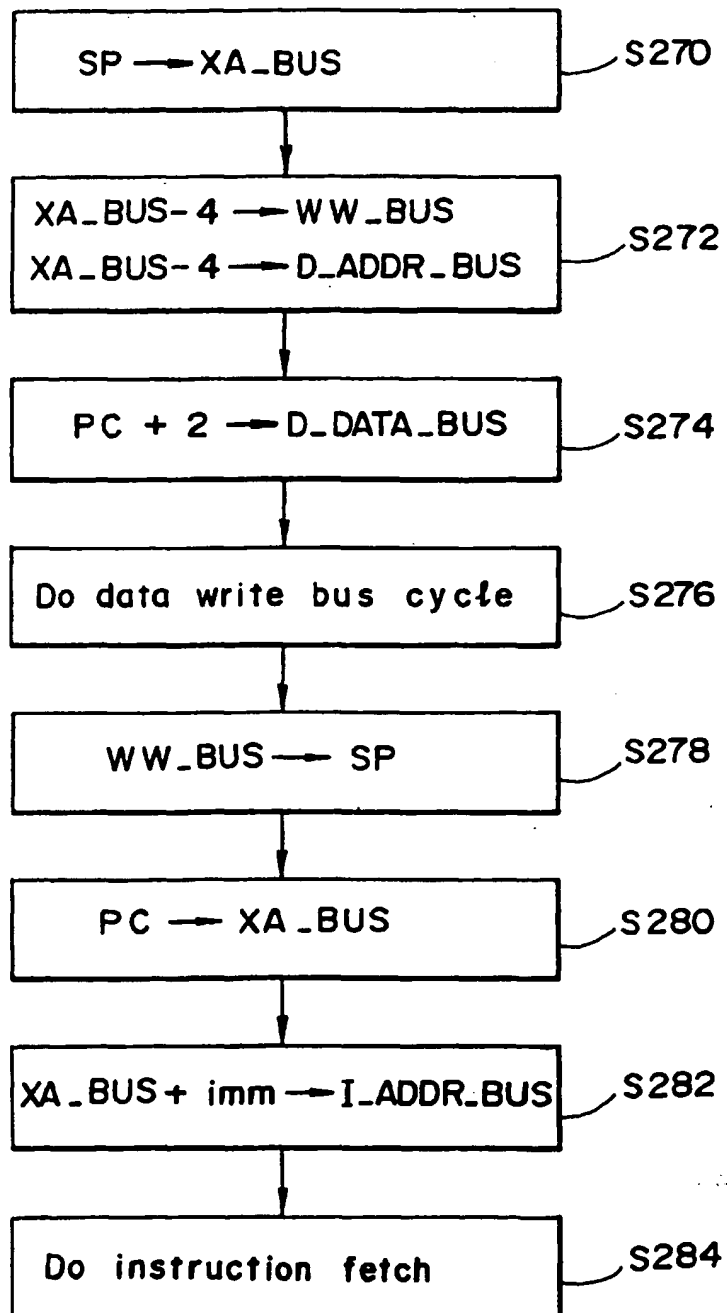 SP → XA_BUS
S270
XA_BUS-4 → WW_BUS
XA_BUS-4 → D_ADDR_BUS
S272
PC + 2 → D_DATA_BUS
S274
Do data write bus cycle
S276
WW_BUS → SP
S278
PC → XA_BUS
S280
XA_BUS + imm → I_ADDR_BUS
S282
Do instruction fetch
S284